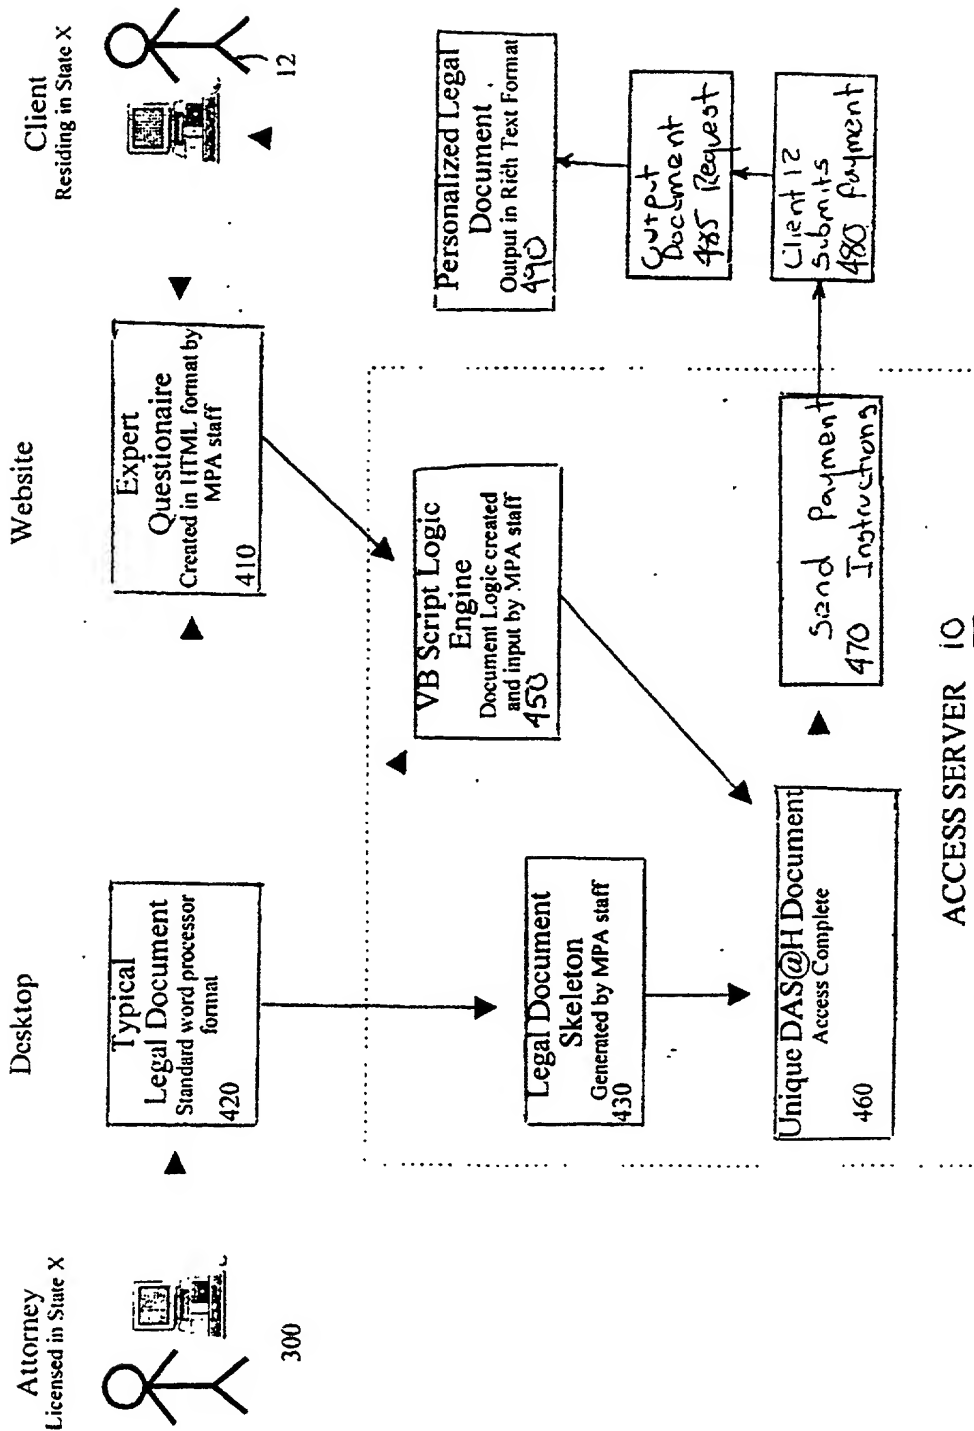 Attorney
Licensed in State X
300
Desktop
Typical
Legal Document
Standard word processor
format
420
Website
Expert
Questionaire
Created in HTML format by
MPA staff
410
Client
Residing in State X
12
Legal Document
Skeleton
Generated by MPA staff
430
VB Script Logic
Engine
Document Logic created
and input by MPA staff
450
Personalized Legal
Document
Output in Rich Text Format
490
Output
Document
485 Request
Client 12
Submits
480 Payment
Unique DAS@H Document
Access Complete
460
Send Payment
470 Instructions
ACCESS SERVER 10